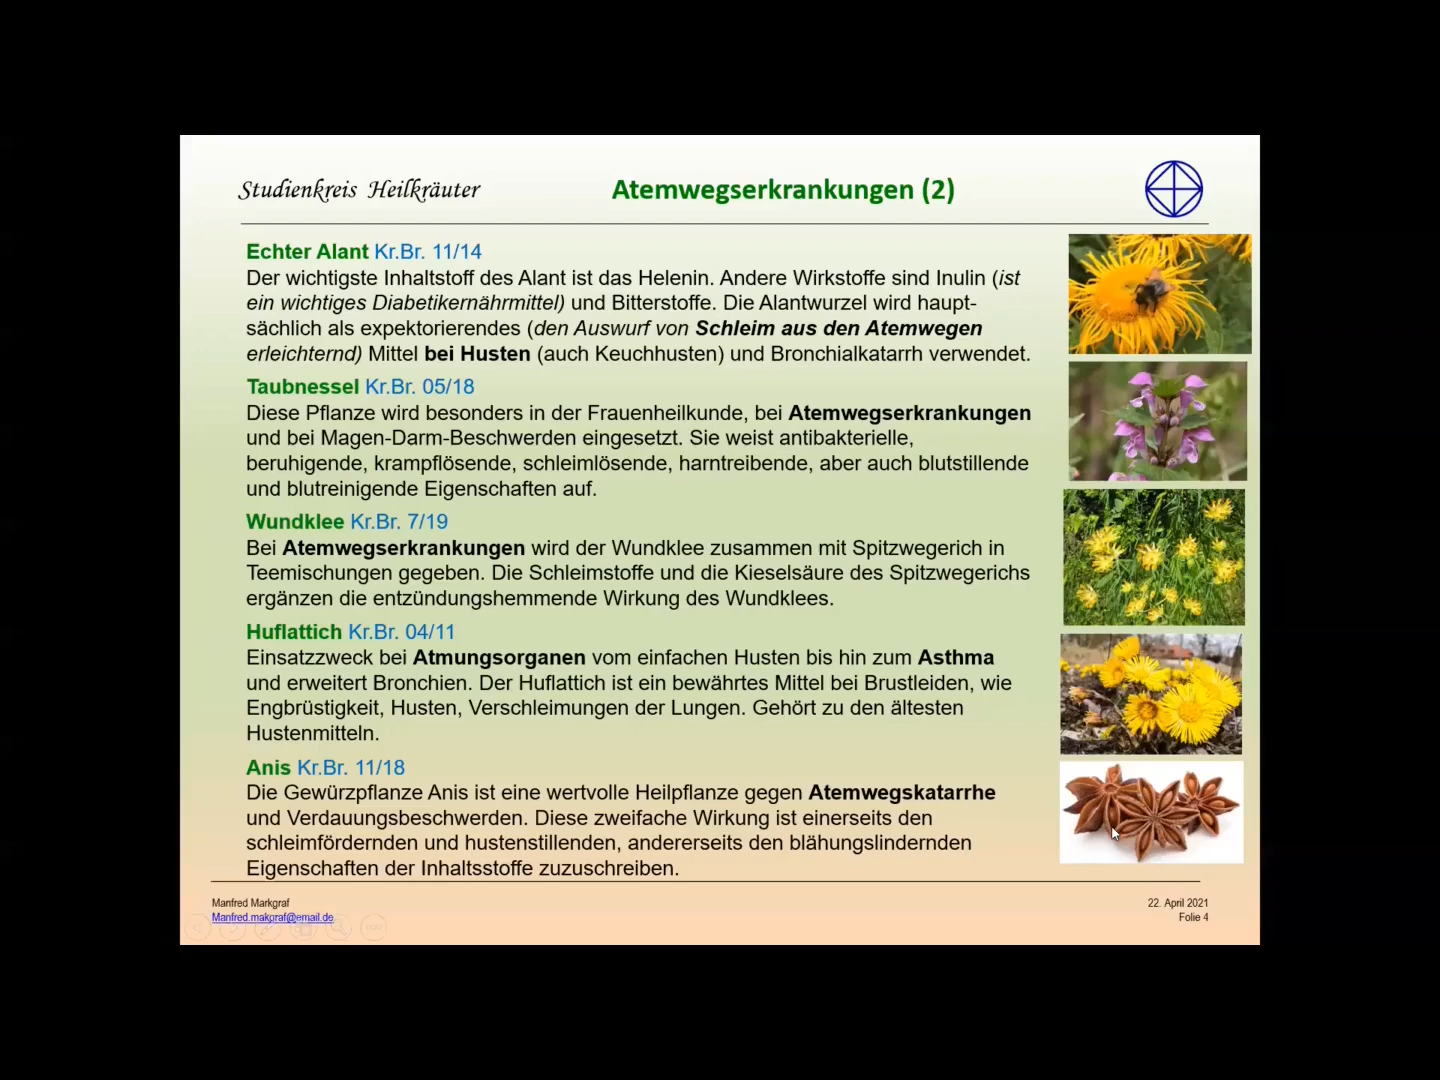 Studienkreis Heilkräuter
Atemwegserkrankungen (2)
Echter Alant Kr.Br. 11/14
Der wichtigste Inhaltstoff des Alant ist das Helenin. Andere Wirkstoffe sind Inulin (ist
ein wichtiges Diabetikernährmittel) und Bitterstoffe. Die Alantwurzel wird haupt-
sächlich als expektorierendes (den Auswurf von Schleim aus den Atemwegen
erleichternd) Mittel bei Husten (auch Keuchhusten) und Bronchialkatarrh verwendet.
Taubnessel Kr.Br. 05/18
Diese Pflanze wird besonders in der Frauenheilkunde, bei Atemwegserkrankungen
und bei Magen-Darm-Beschwerden eingesetzt. Sie weist antibakterielle,
beruhigende, krampflösende, schleimlösende, harntreibende, aber auch blutstillende
und blutreinigende Eigenschaften auf.
Wundklee Kr.Br. 7/19
Bei Atemwegserkrankungen wird der Wundklee zusammen mit Spitzwegerich in
Teemischungen gegeben. Die Schleimstoffe und die Kieselsäure des Spitzwegerichs
ergänzen die entzündungshemmende Wirkung des Wundklees.
Huflattich Kr.Br. 04/11
Einsatzzweck bei Atmungsorganen vom einfachen Husten bis hin zum Asthma
und erweitert Bronchien. Der Huflattich ist ein bewährtes Mittel bei Brustleiden, wie
Engbrüstigkeit, Husten, Verschleimungen der Lungen. Gehört zu den ältesten
Hustenmitteln.
Anis Kr.Br. 11/18
Die Gewürzpflanze Anis ist eine wertvolle Heilpflanze gegen Atemwegskatarrhe
und Verdauungsbeschwerden. Diese zweifache Wirkung ist einerseits den
schleimfördernden und hustenstillenden, andererseits den blähungslindernden
Eigenschaften der Inhaltsstoffe zuzuschreiben.
Manfred Markgraf
Manfred.makgraf@email.de
22. April 2021
Folie 4